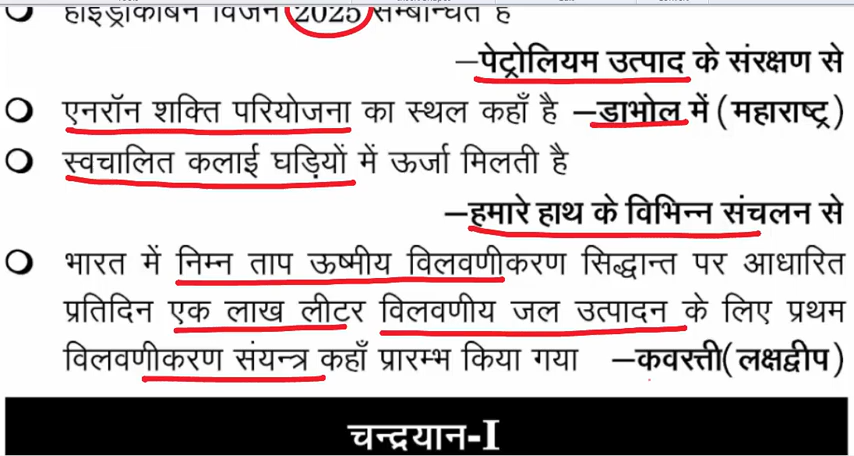 हाइड्रोकार्बन विजन 2025 सम्बन्धित है
–पेट्रोलियम उत्पाद के संरक्षण से
एनरॉन शक्ति परियोजना का स्थल कहाँ है –डाभोल में (महाराष्ट्र)
स्वचालित कलाई घड़ियों में ऊर्जा मिलती है
–हमारे हाथ के विभिन्न संचलन से
भारत में निम्न ताप ऊष्मीय विलवणीकरण सिद्धान्त पर आधारित
प्रतिदिन एक लाख लीटर विलवणीय जल उत्पादन के लिए प्रथम
विलवणीकरण संयन्त्र कहाँ प्रारम्भ किया गया –कवरत्ती(लक्षद्वीप)
चन्द्रयान-I